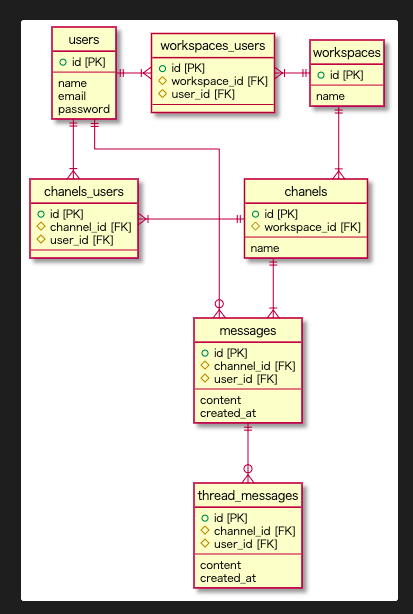 users
id [PK]
name
email
password
workspaces_users
id [PK]
workspace_id [FK]
user_id [FK]
workspaces
id [PK]
name
chanels_users
id [PK]
channel_id [FK]
user_id [FK]
chanels
id [PK]
workspace_id [FK]
name
messages
id [PK]
channel_id [FK]
user_id [FK]
content
created_at
thread_messages
id [PK]
channel_id [FK]
user_id [FK]
content
created_at